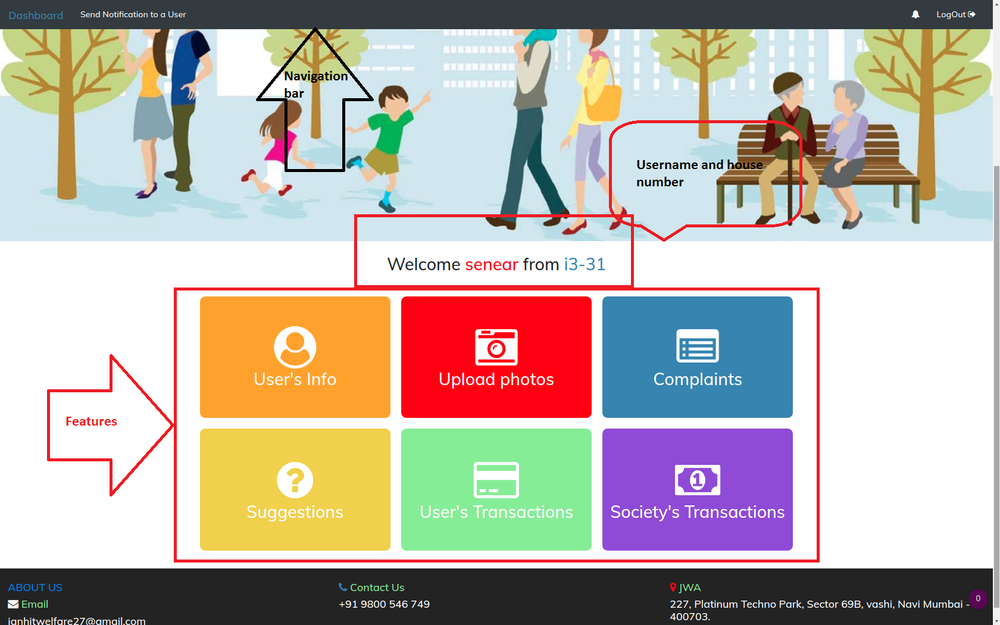 Dashboard
Send Notification to a User
LogOut
Navigation
bar
Username and house
number
Welcome senear from i3-31
User's Info
Upload photos
Complaints
Features
Suggestions
User's Transactions
Society's Transactions
ABOUT US
Email
janhitwelfare27@gmail.com
Contact Us
+91 9800 546 749
JWA
227, Platinum Techno Park, Sector 69B, vashi, Navi Mumbai -
400703.
0